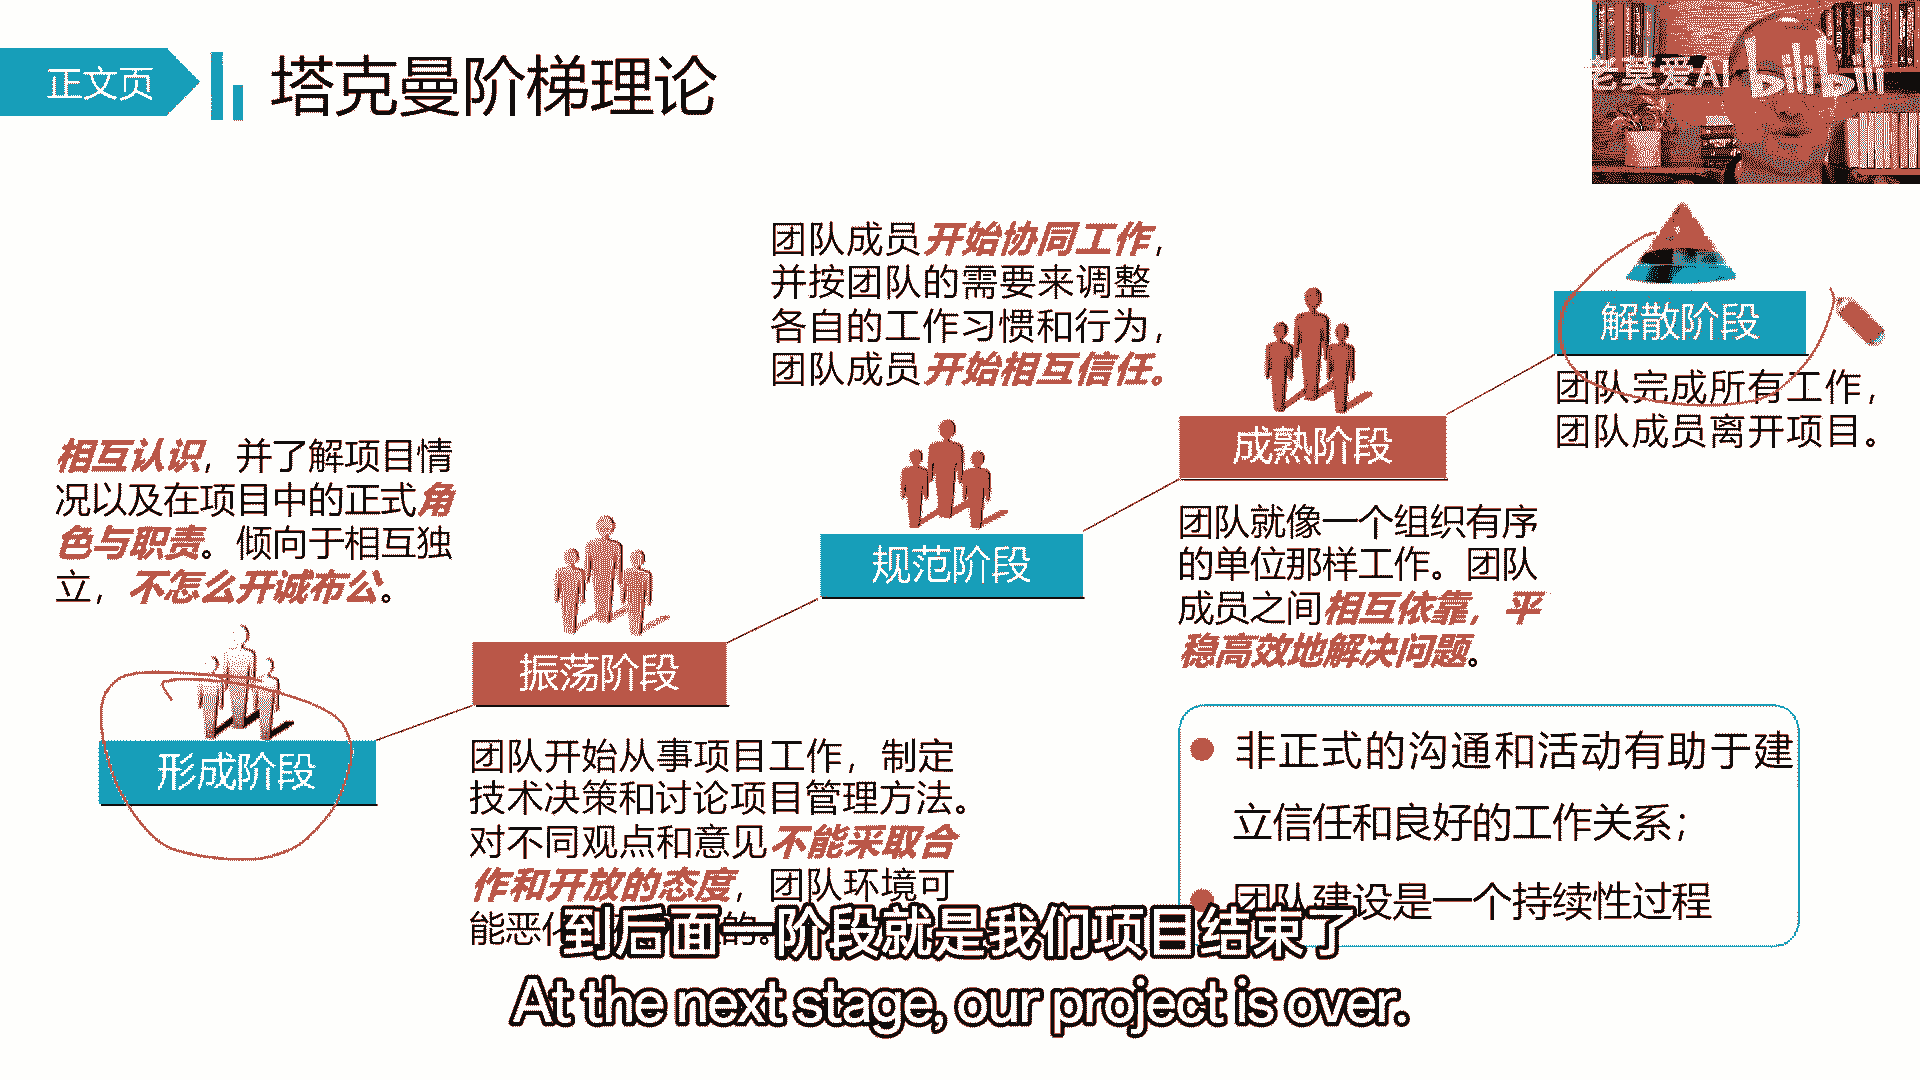 正文页
塔克曼阶梯理论
老莫爱AI
bilibili
团队成员开始协同工作，
并按团队的需要来调整
各自的工作习惯和行为，
团队成员开始相互信任。
解散阶段
团队完成所有工作，
团队成员离开项目。
成熟阶段
团队就像一个组织有序
的单位那样工作。团队
成员之间相互依靠，平
稳高效地解决问题。
相互认识，并了解项目情
况以及在项目中的正式角
色与职责。倾向于相互独
立，不怎么开诚布公。
规范阶段
振荡阶段
形成阶段
团队开始从事项目工作，制定
技术决策和讨论项目管理方法。
对不同观点和意见不能采取合
作和开放的态度，团队环境可
能恶化
的。
非正式的沟通和活动有助于建
立信任和良好的工作关系；
团队建设是一个持续性过程
到后面一阶段就是我们项目结束了
At the next stage, our project is over.